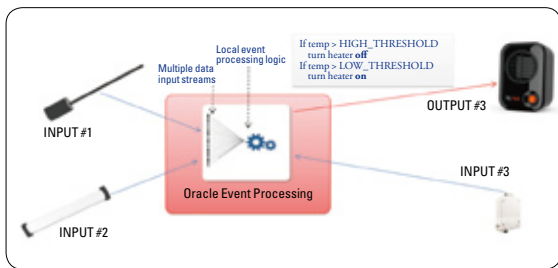 Multiple data
input streams
Local event
processing logic
If temp > HIGH_THRESHOLD
turn heater off
If temp > LOW_THRESHOLD
turn heater on
INPUT #1
OUTPUT #3
INPUT #3
Oracle Event Processing
INPUT #2